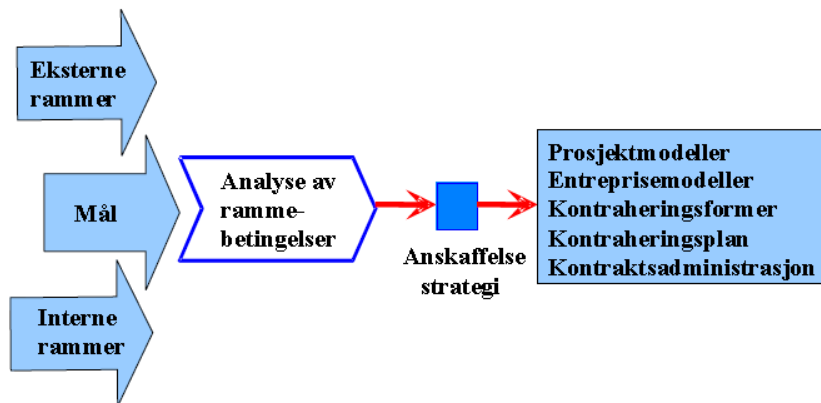 Eksterne
rammer
Mål
Interne
rammer
Analyse av
ramme-
betingelser
Anskaffelse
strategi
Prosjektmodeller
Entreprisemodeller
Kontraheringsformer
Kontraheringsplan
Kontraktsadministrasjon